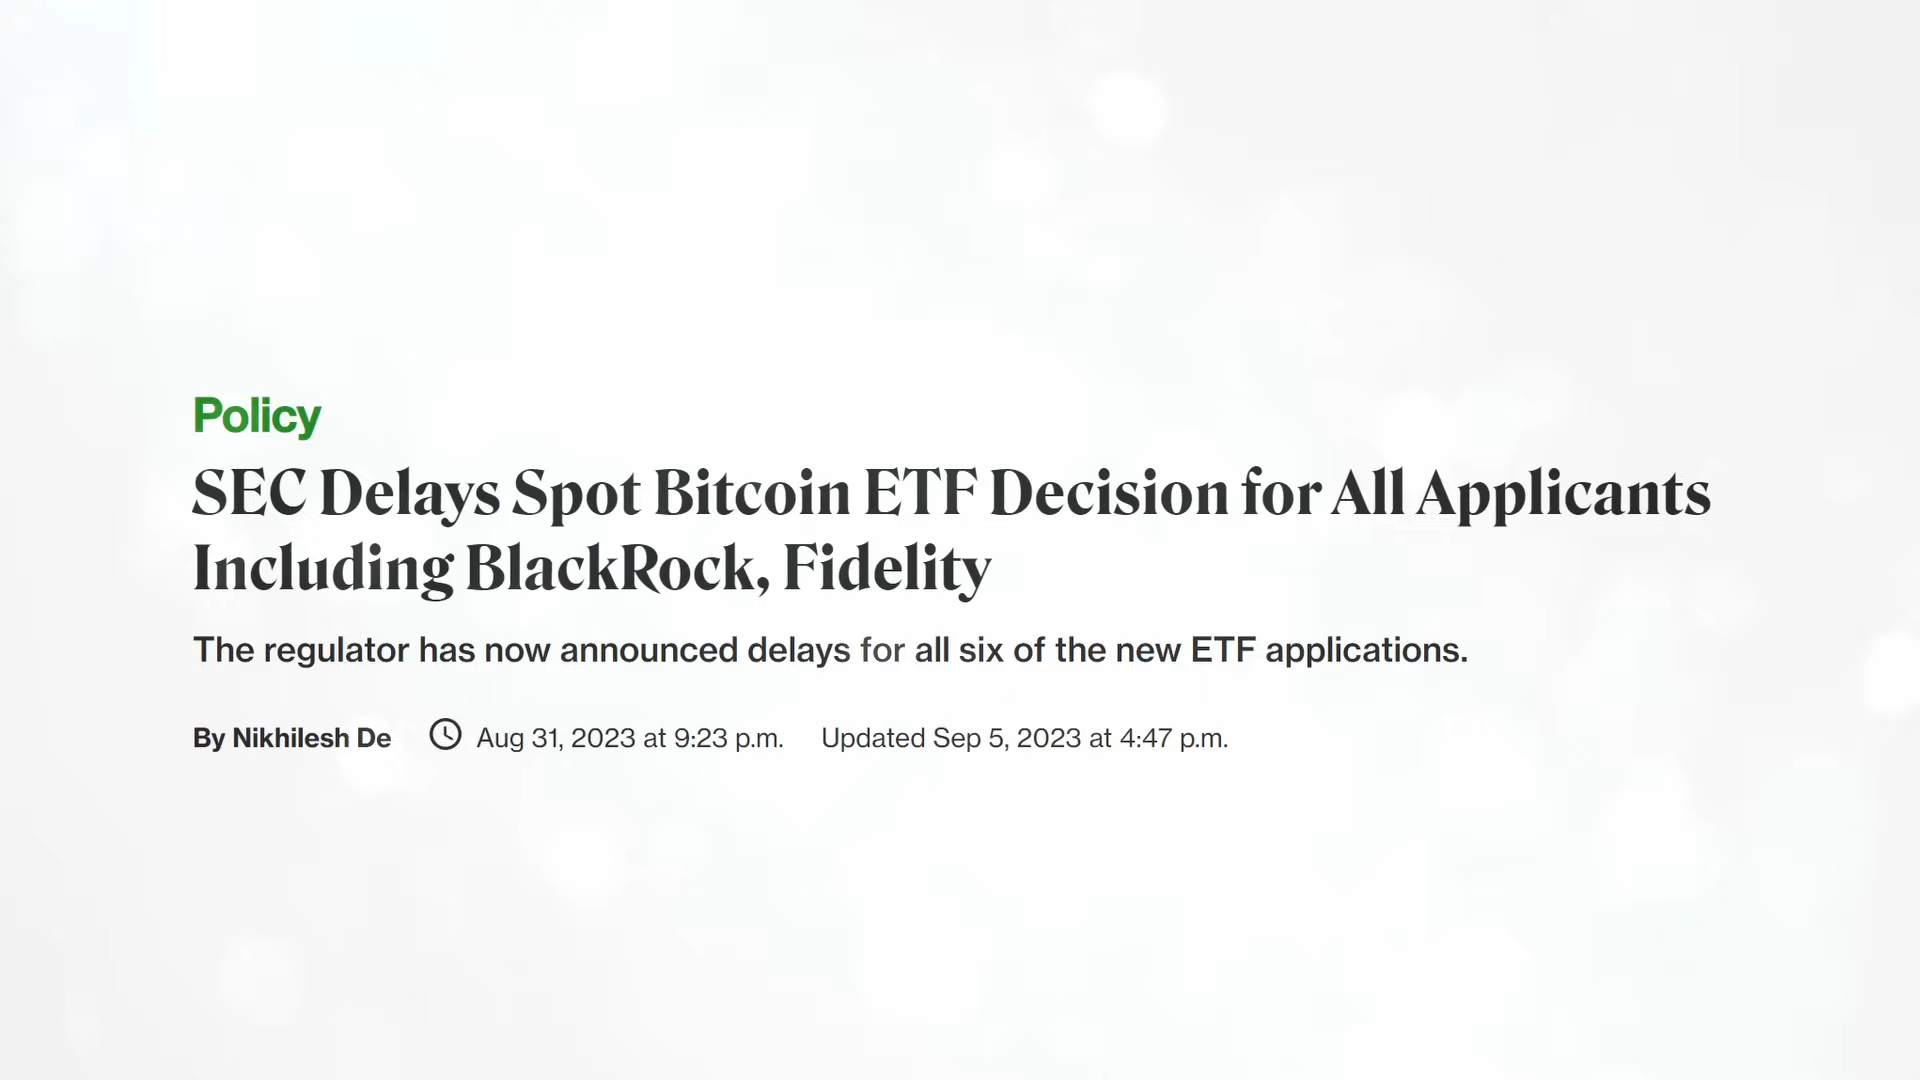 Policy
SEC Delays Spot Bitcoin ETF Decision for All Applicants
Including BlackRock, Fidelity
The regulator has now announced delays for all six of the new ETF applications.
By Nikhilesh De Aug 31, 2023 at 9:23 p.m. Updated Sep 5, 2023 at 4:47 p.m.